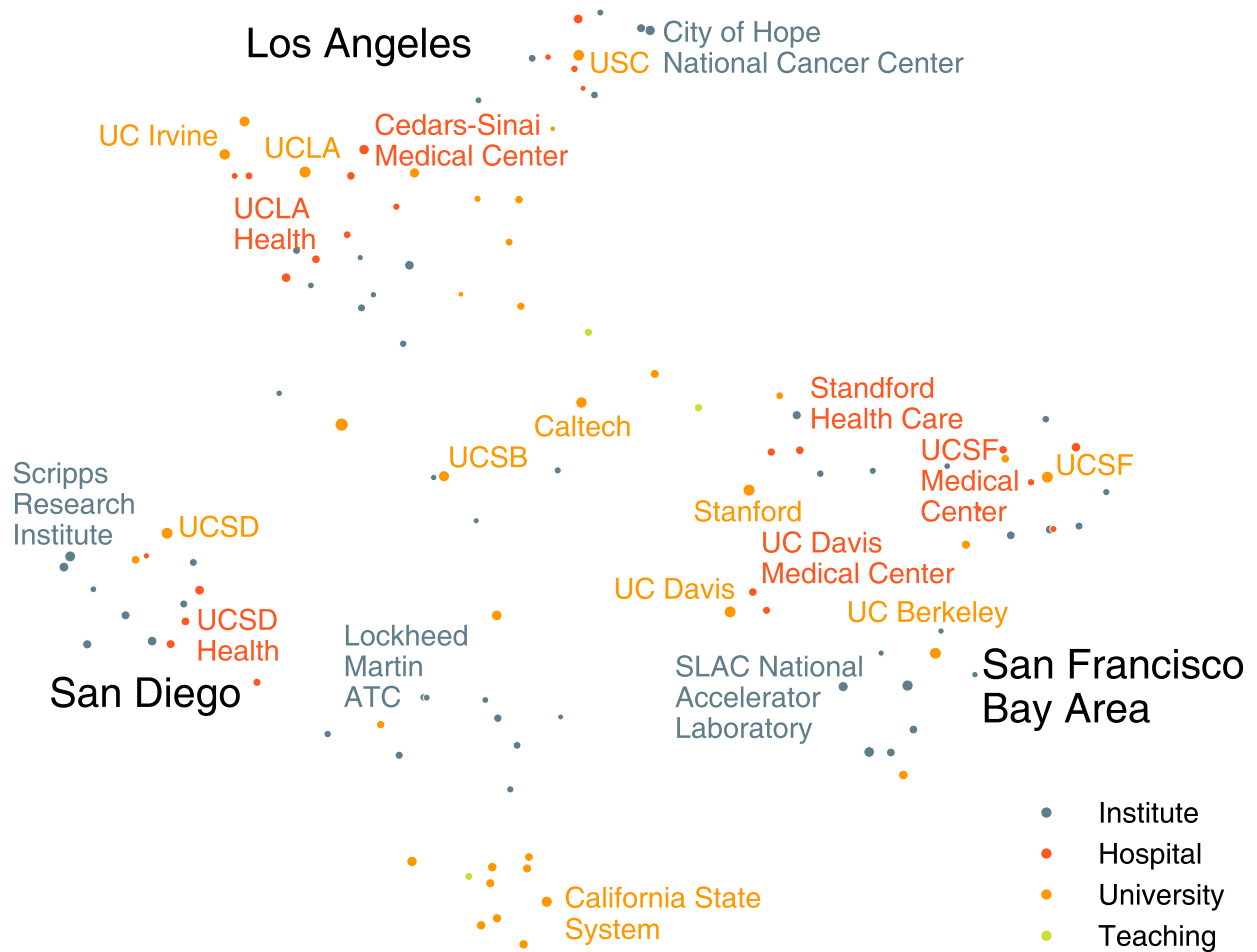 Los Angeles
City of Hope
National Cancer Center
USC
UC Irvine
UCLA
Cedars-Sinai
Medical Center
UCLA
Health
Standford
Health Care
Caltech
UCSB
UCSF
Medical
Center
UCSF
Scripps
Research
Institute
UCSD
Stanford
UC Davis
Medical Center
UC Davis
UC Berkeley
UCSD
Health
San Diego
Lockheed
Martin
ATC
SLAC National
Accelerator
Laboratory
San Francisco
Bay Area
California State
System
Institute
Hospital
University
Teaching